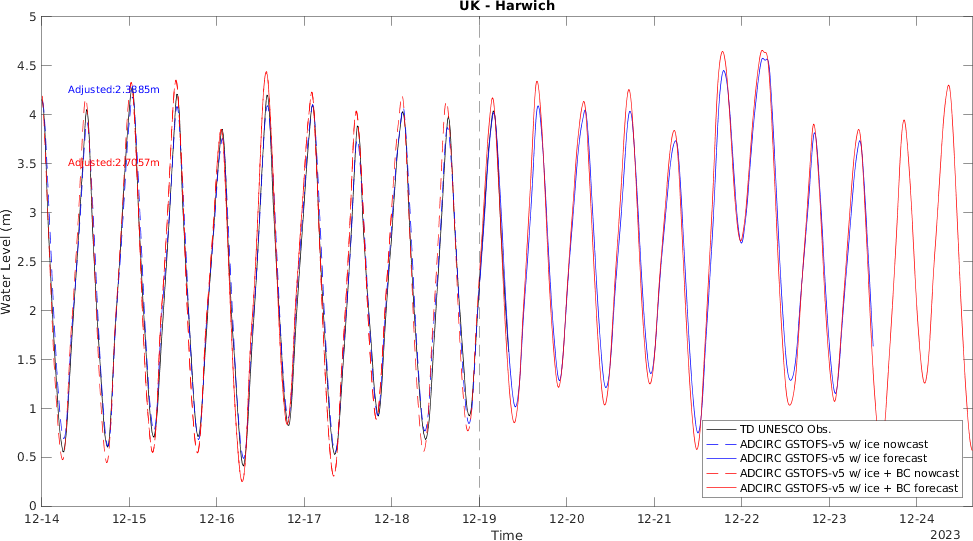 UK - Harwich
5
4.5
4
3.5
3
2.5
2
1.5
1
0.5
0
Water Level (m)
Adjusted:2.3885m
Adjusted:2.7057m
TD UNESCO Obs.
ADCIRC GSTOFS-v5 w/ ice nowcast
ADCIRC GSTOFS-v5 w/ ice forecast
ADCIRC GSTOFS-v5 w/ ice + BC nowcast
ADCIRC GSTOFS-v5 w/ ice + BC forecast
12-14 12-15 12-16 12-17 12-18 12-19 12-20 12-21 12-22 12-23 12-24
Time
2023